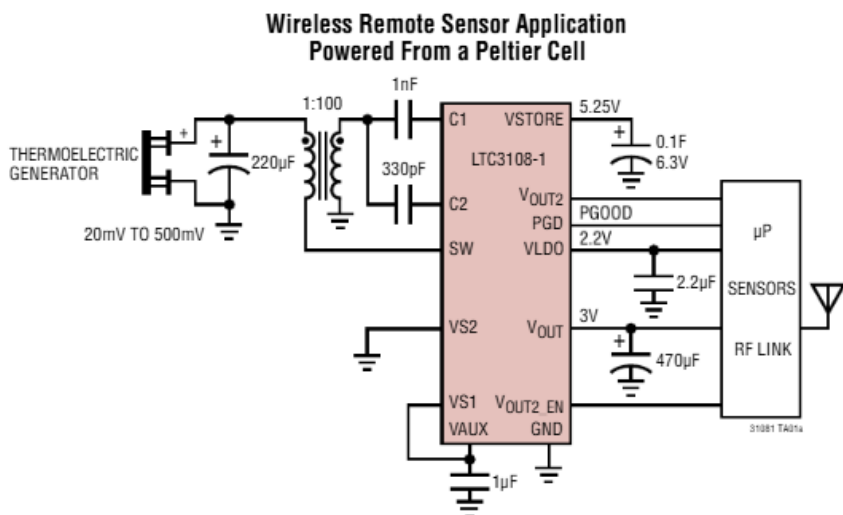 Wireless Remote Sensor Application
Powered From a Peltier Cell
1nF
1:100
C1
VSTORE
5.25V
+
+
+
THERMOELECTRIC
GENERATOR
220µF
LTC3108-1
0.1F
6.3V
330pF
C2
VOUT2
PGOOD
PGD
µP
20mV TO 500mV
SW
VLDO
2.2V
2.2µF
SENSORS
VS2
VOUT
3V
+
RF LINK
470µF
VS1
VOUT2_EN
VAUX
GND
31081 TA01a
1µF